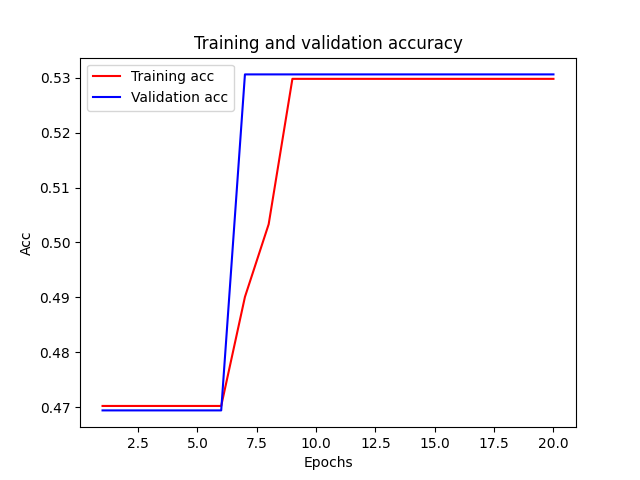 Training and validation accuracy
Training acc
Validation acc
0.53
0.52
0.51
0.50
0.49
0.48
0.47
Acc
2.5 5.0 7.5 10.0 12.5 15.0 17.5 20.0
Epochs